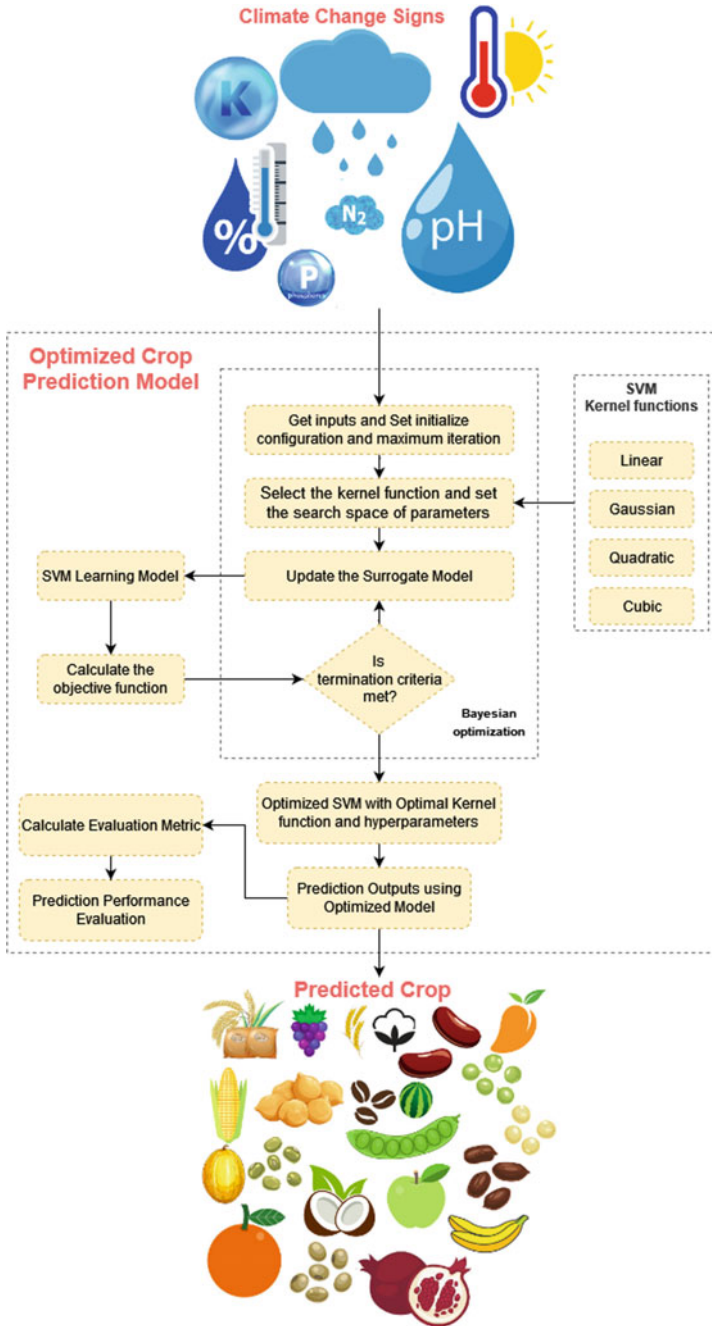 Climate Change Signs
K
%
N2
pH
P
Optimized Crop
Prediction Model
Get inputs and Set initialize
configuration and maximum iteration
Select the kernel function and set
the search space of parameters
Update the Surrogate Model
Is
termination criteria
met?
Bayesian
optimization
SVM
Kernel functions
Linear
Gaussian
Quadratic
Cubic
SVM Learning Model
Calculate the
objective function
Optimized SVM with Optimal Kernel
function and hyperparameters
Prediction Outputs using
Optimized Model
Calculate Evaluation Metric
Prediction Performance
Evaluation
Predicted Crop